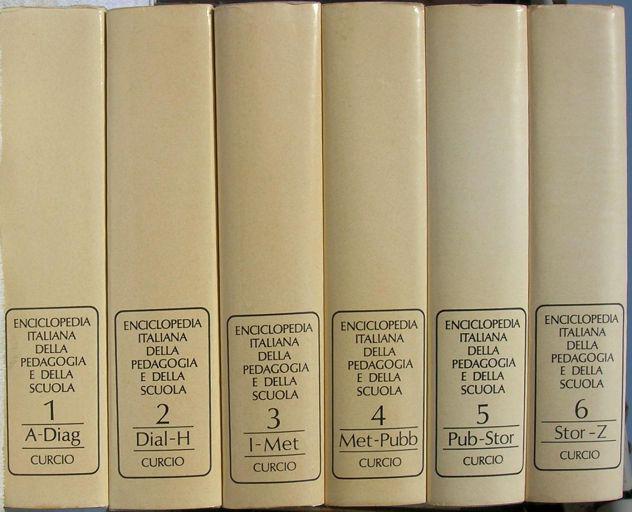 ENCICLOPEDIA
ITALIANA
DELLA
PEDAGOGIA
E DELLA
SCUOLA
1
A-Diag
CURCIO
ENCICLOPEDIA
ITALIANA
DELLA
PEDAGOGIA
E DELLA
SCUOLA
2
Dial-H
CURCIO
ENCICLOPEDIA
ITALIANA
DELLA
PEDAGOGIA
E DELLA
SCUOLA
3
I-Met
CURCIO
ENCICLOPEDIA
ITALIANA
DELLA
PEDAGOGIA
E DELLA
SCUOLA
4
Met-Pubb
CURCIO
ENCICLOPEDIA
ITALIANA
DELLA
PEDAGOGIA
E DELLA
SCUOLA
5
Pub-Stor
CURCIO
ENCICLOPEDIA
ITALIANA
DELLA
PEDAGOGIA
E DELLA
SCUOLA
6
Stor-Z
CURCIO